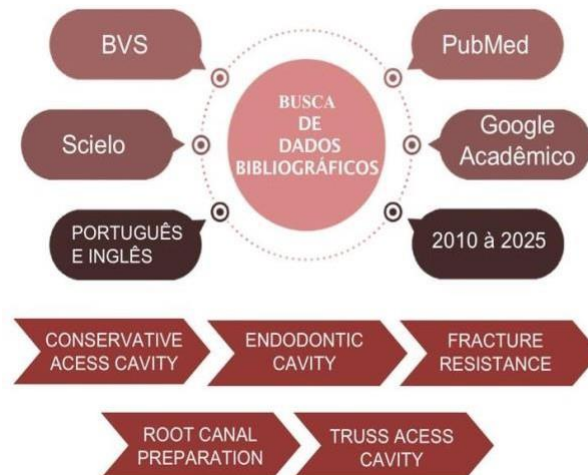 BVS
PubMed
BUSCA
DE
DADOS
BIBLIOGRÁFICOS
Scielo
Google
Acadêmico
PORTUGUÊS
E INGLÊS
2010 à 2025
CONSERVATIVE
ACESS CAVITY
ENDODONTIC
CAVITY
FRACTURE
RESISTANCE
ROOT CANAL
PREPARATION
TRUSS ACESS
CAVITY